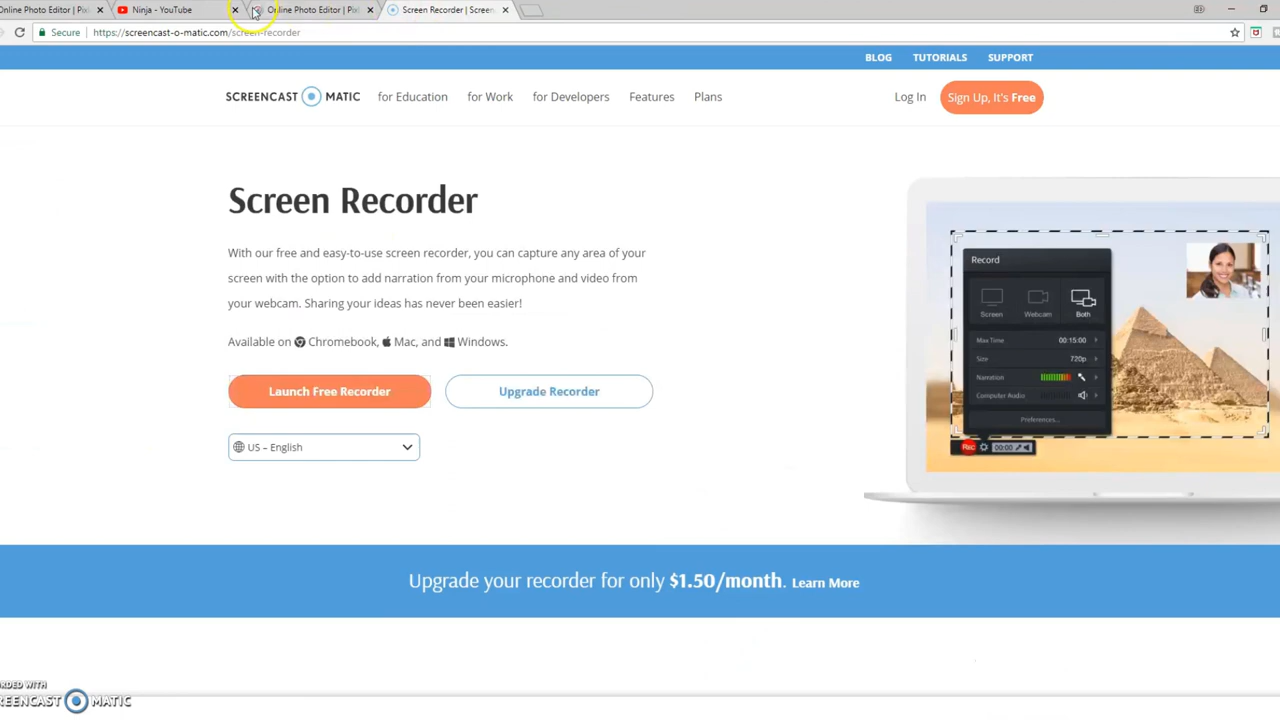 Online Photo Editor | Pixl
Ninja - YouTube
Online Photo Editor | Pixl
Screen Recorder | Screen
Secure
https://screencast-o-matic.com/screen-recorder
BLOG TUTORIALS SUPPORT
SCREENCAST MATIC for Education for Work for Developers Features Plans Log In Sign Up, It's Free
Screen Recorder
With our free and easy-to-use screen recorder, you can capture any area of your
screen with the option to add narration from your microphone and video from
your webcam. Sharing your ideas has never been easier!
Available on Chromebook, Mac, and Windows.
Launch Free Recorder Upgrade Recorder
US – English
Record
Screen Webcam Both
Max Time 00:15:00
Size 720p
Narration
Computer Audio
Preferences...
Rec 00:00
Upgrade your recorder for only $1.50/month. Learn More
RDED WITH
REENCAST MATIC